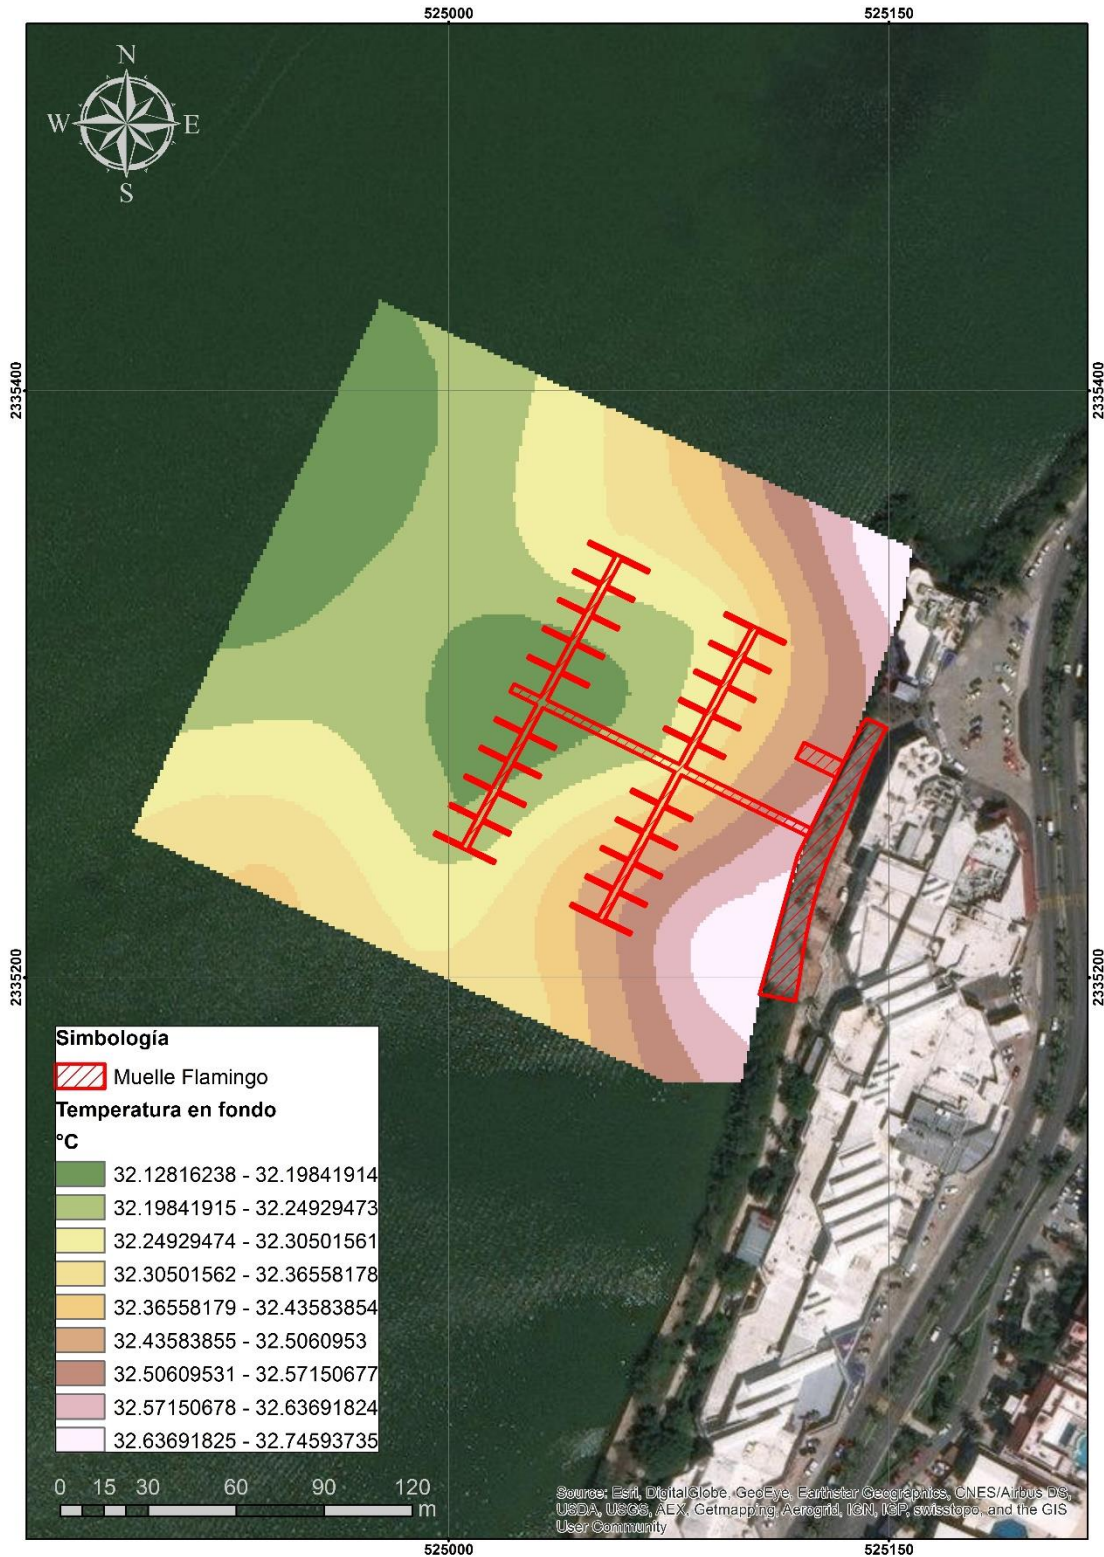 525000
525150
N
W
E
S
2335400
2335400
2335200
2335200
Simbología
Muelle Flamingo
Temperatura en fondo
°C
32.12816238 - 32.19841914
32.19841915 - 32.24929473
32.24929474 - 32.30501561
32.30501562 - 32.36558178
32.36558179 - 32.43583854
32.43583855 - 32.5060953
32.50609531 - 32.57150677
32.57150678 - 32.63691824
32.63691825 - 32.74593735
0 15 30 60 90 120
m
Source: Esri, DigitalGlobe, GeoEye, Earthstar Geographics, CNES/Airbus DS,
USDA, USGS, AEX, Getmapping, Aerogrid, IGN, IGP, swisstopo, and the GIS
User Community
525000
525150